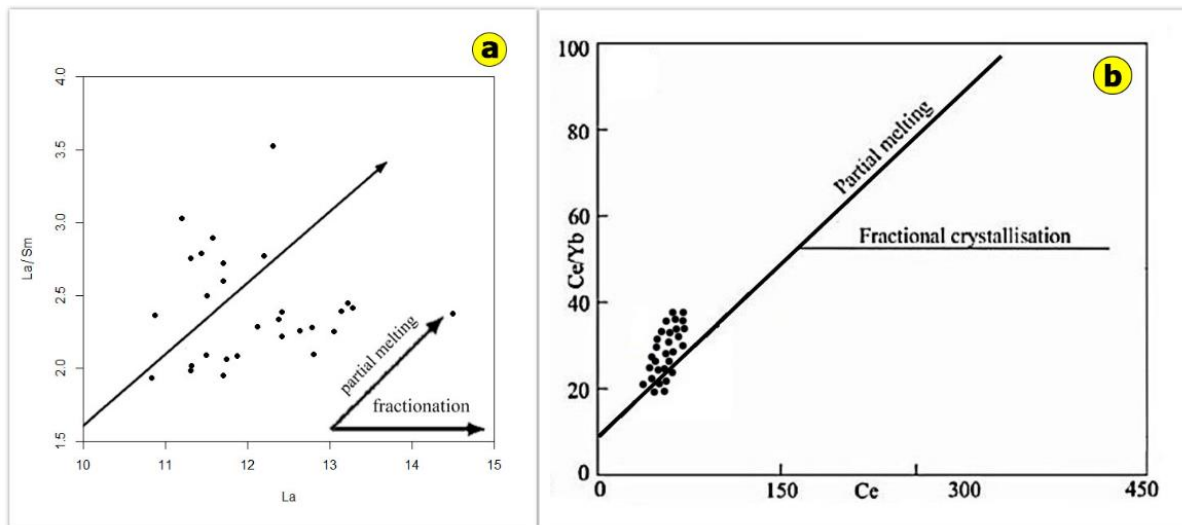 a
4.0
3.5
3.0
2.5
2.0
1.5
La/Sm
10
11
12
13
14
15
La
partial melting
fractionation
b
100
80
60
40
20
0
Ce/Yb
0
150
Ce
300
450
Partial melting
Fractional crystallisation